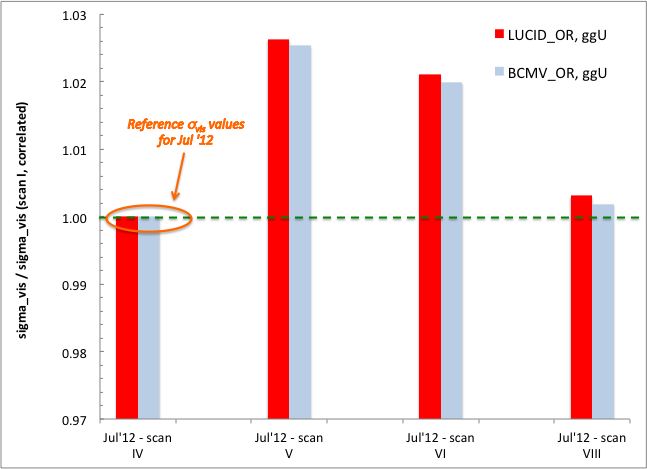 1.03
1.02
1.01
1.00
0.99
0.98
0.97
sigma_vis / sigma_vis (scan I, correlated)
LUCID_OR, ggU
BCMV_OR, ggU
Reference σvis values
for Jul '12
Jul'12 - scan
IV
Jul'12 - scan
V
Jul'12 - scan
VI
Jul'12 - scan
VIII